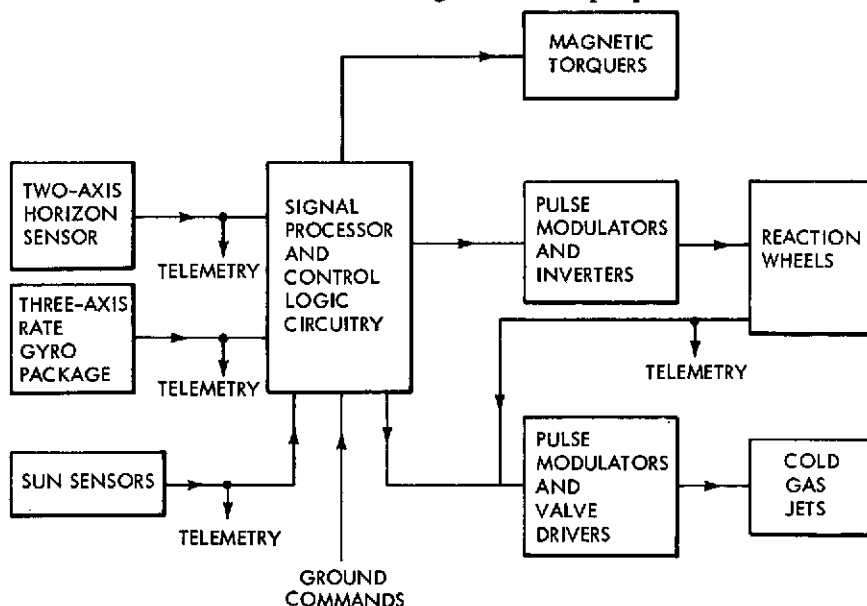 MAGNETIC
TORQUERS
TWO-AXIS
HORIZON
SENSOR
TELEMETRY
THREE-AXIS
RATE
GYRO
PACKAGE
TELEMETRY
SUN SENSORS
TELEMETRY
SIGNAL
PROCESSOR
AND
CONTROL
LOGIC
CIRCUITRY
GROUND
COMMANDS
PULSE
MODULATORS
AND
INVERTERS
REACTION
WHEELS
TELEMETRY
PULSE
MODULATORS
AND
VALVE
DRIVERS
COLD
GAS
JETS